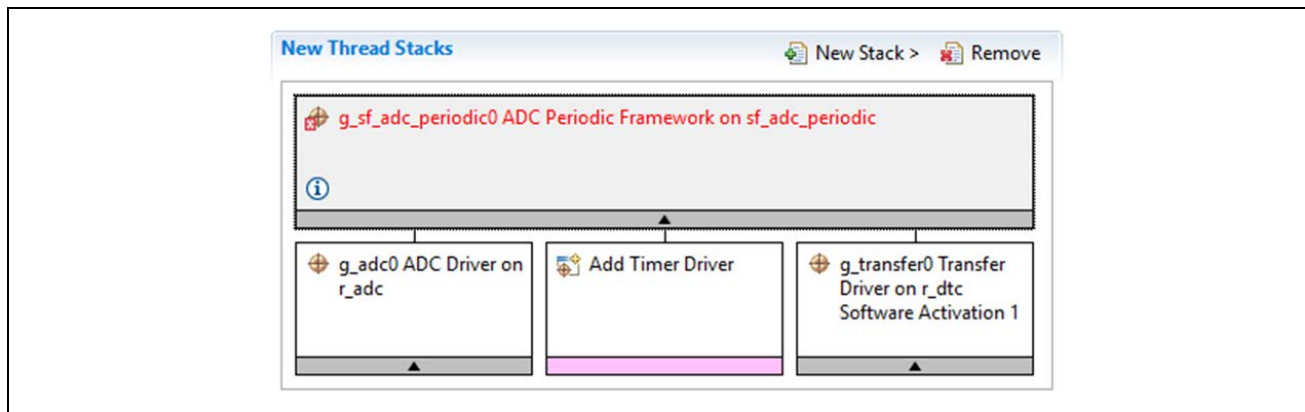 New Thread Stacks
New Stack > Remove
g_sf_adc_periodic0 ADC Periodic Framework on sf_adc_periodic
g_adc0 ADC Driver on
r_adc
Add Timer Driver
g_transfer0 Transfer
Driver on r_dtc
Software Activation 1